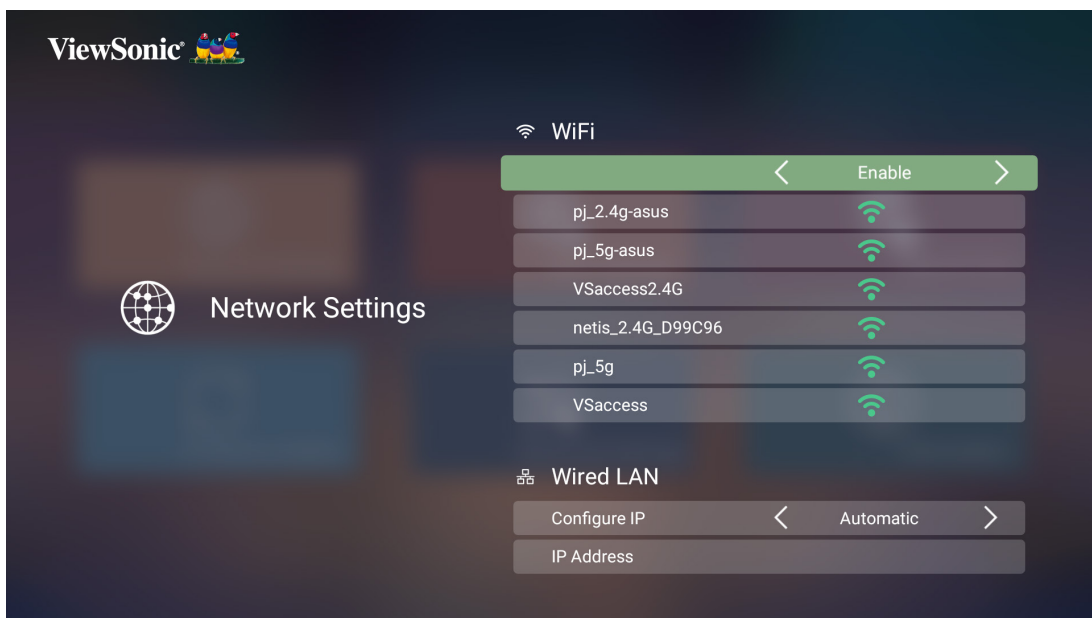 ViewSonic®
WiFi
Enable
pj_2.4g-asus
pj_5g-asus
VSaccess2.4G
netis_2.4G_D99C96
pj_5g
VSaccess
Network Settings
Wired LAN
Configure IP Automatic
IP Address